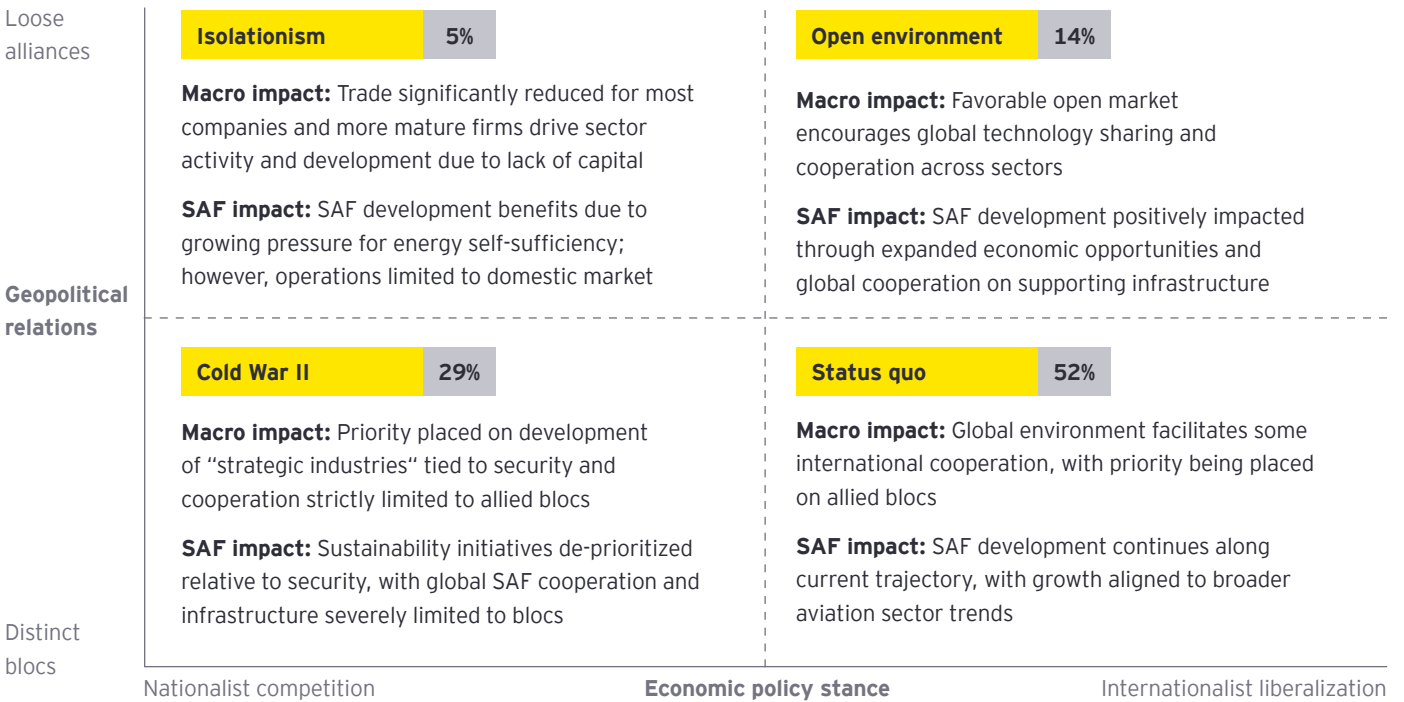 Loose
alliances
Isolationism 5%
Macro impact: Trade significantly reduced for most
companies and more mature firms drive sector
activity and development due to lack of capital
SAF impact: SAF development benefits due to
growing pressure for energy self-sufficiency;
however, operations limited to domestic market
Open environment 14%
Macro impact: Favorable open market
encourages global technology sharing and
cooperation across sectors
SAF impact: SAF development positively impacted
through expanded economic opportunities and
global cooperation on supporting infrastructure
Geopolitical
relations
Cold War II 29%
Macro impact: Priority placed on development
of “strategic industries“ tied to security and
cooperation strictly limited to allied blocs
SAF impact: Sustainability initiatives de-prioritized
relative to security, with global SAF cooperation and
infrastructure severely limited to blocs
Status quo 52%
Macro impact: Global environment facilitates some
international cooperation, with priority being placed
on allied blocs
SAF impact: SAF development continues along
current trajectory, with growth aligned to broader
aviation sector trends
Distinct
blocs
Nationalist competition
Economic policy stance
Internationalist liberalization